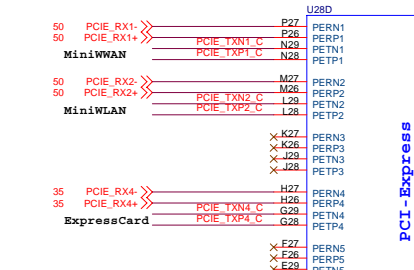 U28D
50 PCIE_RX1- P27 PERN1
50 PCIE_RX1+ P26 PERP1
PCIE_TXN1_C N29 PETN1
MiniWWAN PCIE_TXP1_C N28 PETP1
50 PCIE_RX2- M27 PERN2
50 PCIE_RX2+ M26 PERP2
PCIE_TXN2_C L29 PETN2
MiniWLAN PCIE_TXP2_C L28 PETP2
K27 PERN3
K26 PERP3
J29 PETN3
J28 PETP3
PCI-Express
35 PCIE_RX4- H27 PERN4
35 PCIE_RX4+ H26 PERP4
PCIE_TXN4_C G29 PETN4
ExpressCard PCIE_TXP4_C G28 PETP4
F27 PERN5
F26 PERP5
E29 PETN5